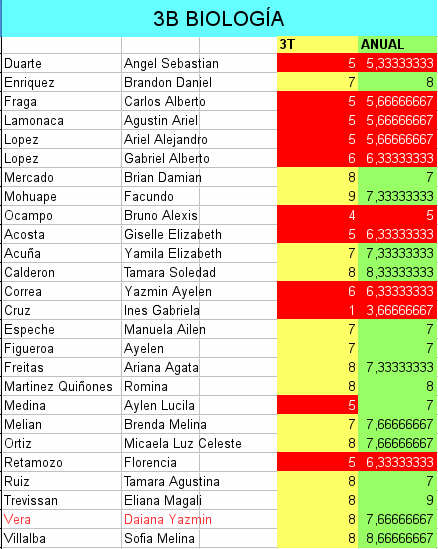 3B BIOLOGÍA
3T ANUAL
Duarte Angel Sebastian 5 5,33333333
Enriquez Brandon Daniel 7 8
Fraga Carlos Alberto 5 5,66666667
Lamonaca Agustin Ariel 5 5,66666667
Lopez Ariel Alejandro 5 5,66666667
Lopez Gabriel Alberto 6 6,33333333
Mercado Brian Damian 8 7
Mohuape Facundo 9 7,33333333
Ocampo Bruno Alexis 4 5
Acosta Giselle Elizabeth 5 6,33333333
Acuña Yamila Elizabeth 7 7,33333333
Calderon Tamara Soledad 8 8,33333333
Correa Yazmin Ayelen 6 6,33333333
Cruz Ines Gabriela 1 3,66666667
Espeche Manuela Ailen 7 7
Figueroa Ayelen 7 7
Freitas Ariana Agata 8 7,33333333
Martinez Quiñones Romina 8 8
Medina Aylen Lucila 5 7
Melian Brenda Melina 7 7,66666667
Ortiz Micaela Luz Celeste 8 7,66666667
Retamozo Florencia 5 6,33333333
Ruiz Tamara Agustina 8 7
Trevissan Eliana Magali 8 9
Vera Daiana Yazmin 8 7,66666667
Villalba Sofia Melina 8 8,66666667